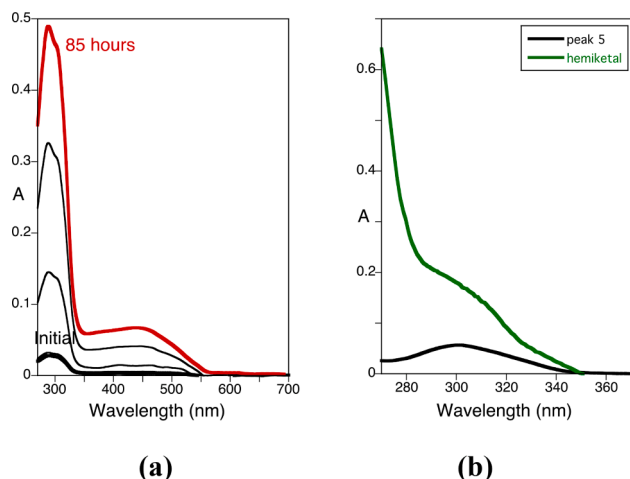 0.5
0.4
0.3
0.2
0.1
0
A
85 hours
Initial
300
400
500
600
700
Wavelength (nm)
(a)
0.6
0.4
0.2
0
A
peak 5
hemiketal
280
300
320
340
360
Wavelength (nm)
(b)